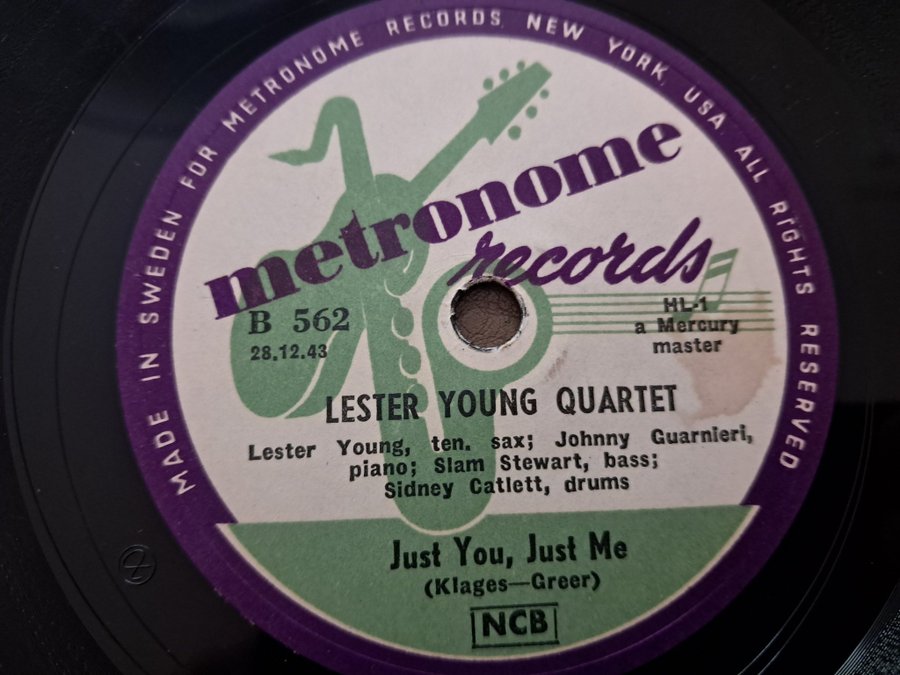 MADE IN SWEDEN FOR METRONOME RECORDS, NEW YORK, USA. ALL RIGHTS RESERVED
metronome
records
B 562
28.12.43
HL-1
a Mercury
master
LESTER YOUNG QUARTET
Lester Young, ten. sax; Johnny Guarnieri,
piano; Slam Stewart, bass;
Sidney Catlett, drums
Just You, Just Me
(Klages—Greer)
NCB